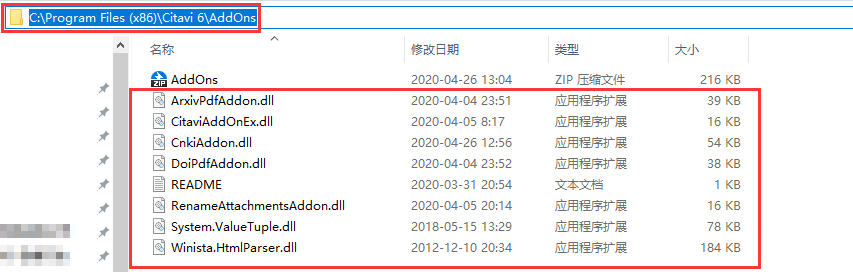 C:\Program Files (x86)\Citavi 6\AddOns
名称 修改日期 类型 大小
AddOns 2020-04-26 13:04 ZIP 压缩文件 216 KB
ArxivPdfAddon.dll 2020-04-04 23:51 应用程序扩展 39 KB
CitaviAddOnEx.dll 2020-04-05 8:17 应用程序扩展 16 KB
CnkiAddon.dll 2020-04-26 12:56 应用程序扩展 54 KB
DoiPdfAddon.dll 2020-04-04 23:52 应用程序扩展 38 KB
README 2020-03-31 20:54 文本文档 1 KB
RenameAttachmentsAddon.dll 2020-04-05 20:14 应用程序扩展 16 KB
System.ValueTuple.dll 2018-05-15 13:29 应用程序扩展 78 KB
Winista.HtmlParser.dll 2012-12-10 20:34 应用程序扩展 184 KB